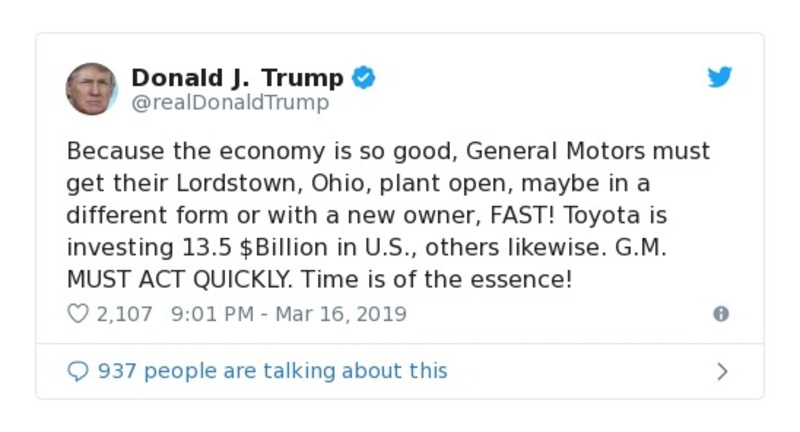 Donald J. Trump
@realDonaldTrump
Because the economy is so good, General Motors must
get their Lordstown, Ohio, plant open, maybe in a
different form or with a new owner, FAST! Toyota is
investing 13.5 $Billion in U.S., others likewise. G.M.
MUST ACT QUICKLY. Time is of the essence!
2,107 9:01 PM - Mar 16, 2019
937 people are talking about this